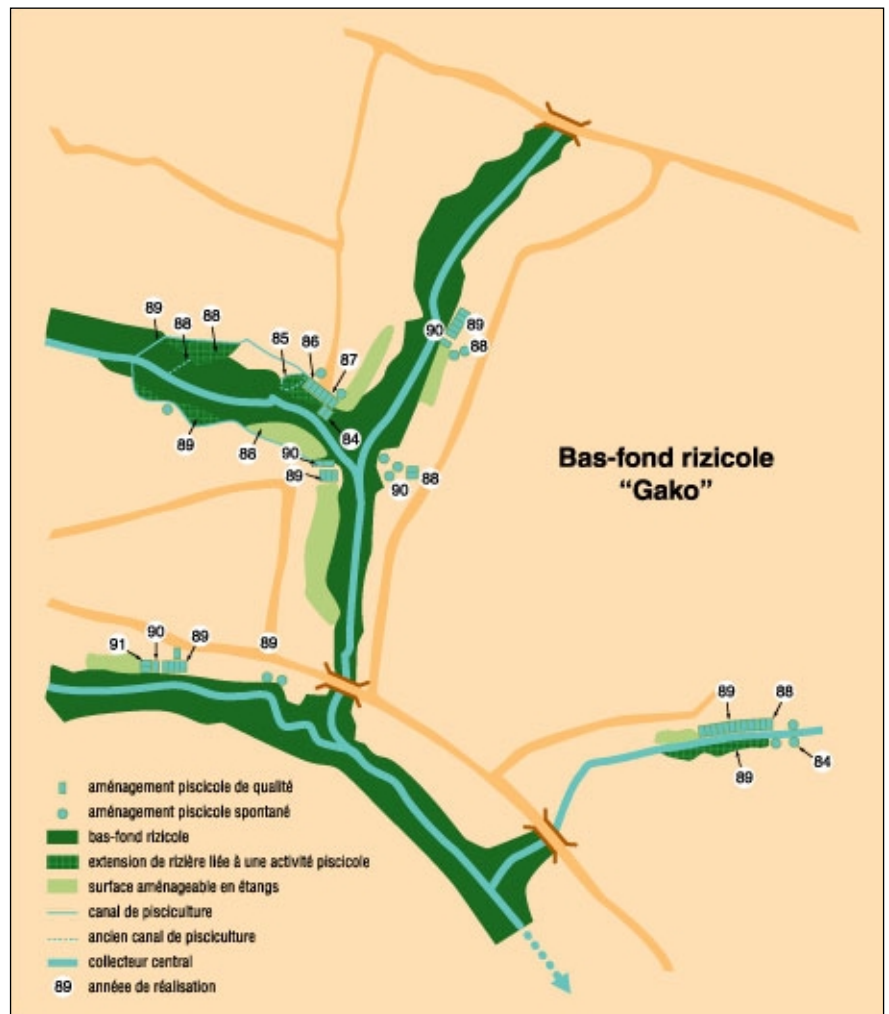 90
89
88
89
88
88
85
86
87
84
89
88
90
89
88
90
Bas-fond rizicole
“Gako”
91
90
89
89
89
88
89
84
aménagement piscicole de qualité
aménagement piscicole spontané
bas-fond rizicole
extension de rizière liée à une activité piscicole
surface aménageable en étangs
canal de pisciculture
ancien canal de pisciculture
collecteur central
89 annéee de réalisation